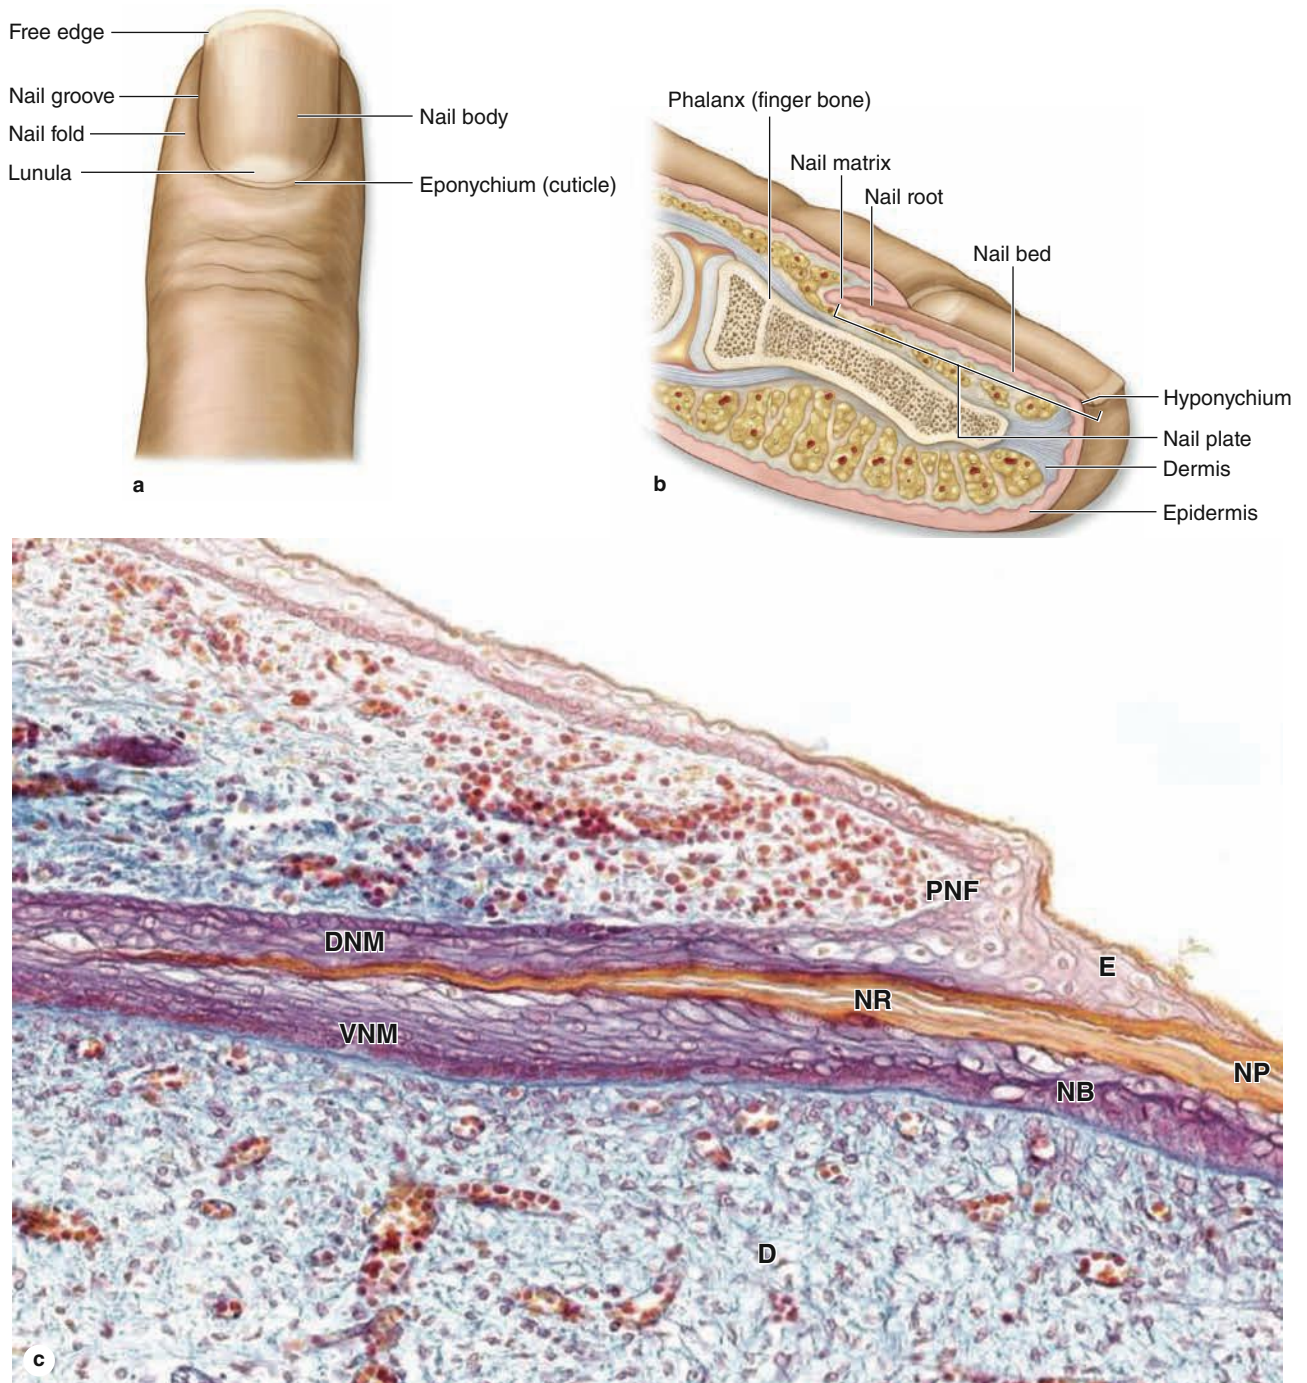 Free edge
Nail groove
Nail fold
Lunula
Nail body
Eponychium (cuticle)
a
Phalanx (finger bone)
Nail matrix
Nail root
Nail bed
Hyponychium
Nail plate
Dermis
Epidermis
b
PNF
DNM
E
NR
VNM
NP
NB
D
c